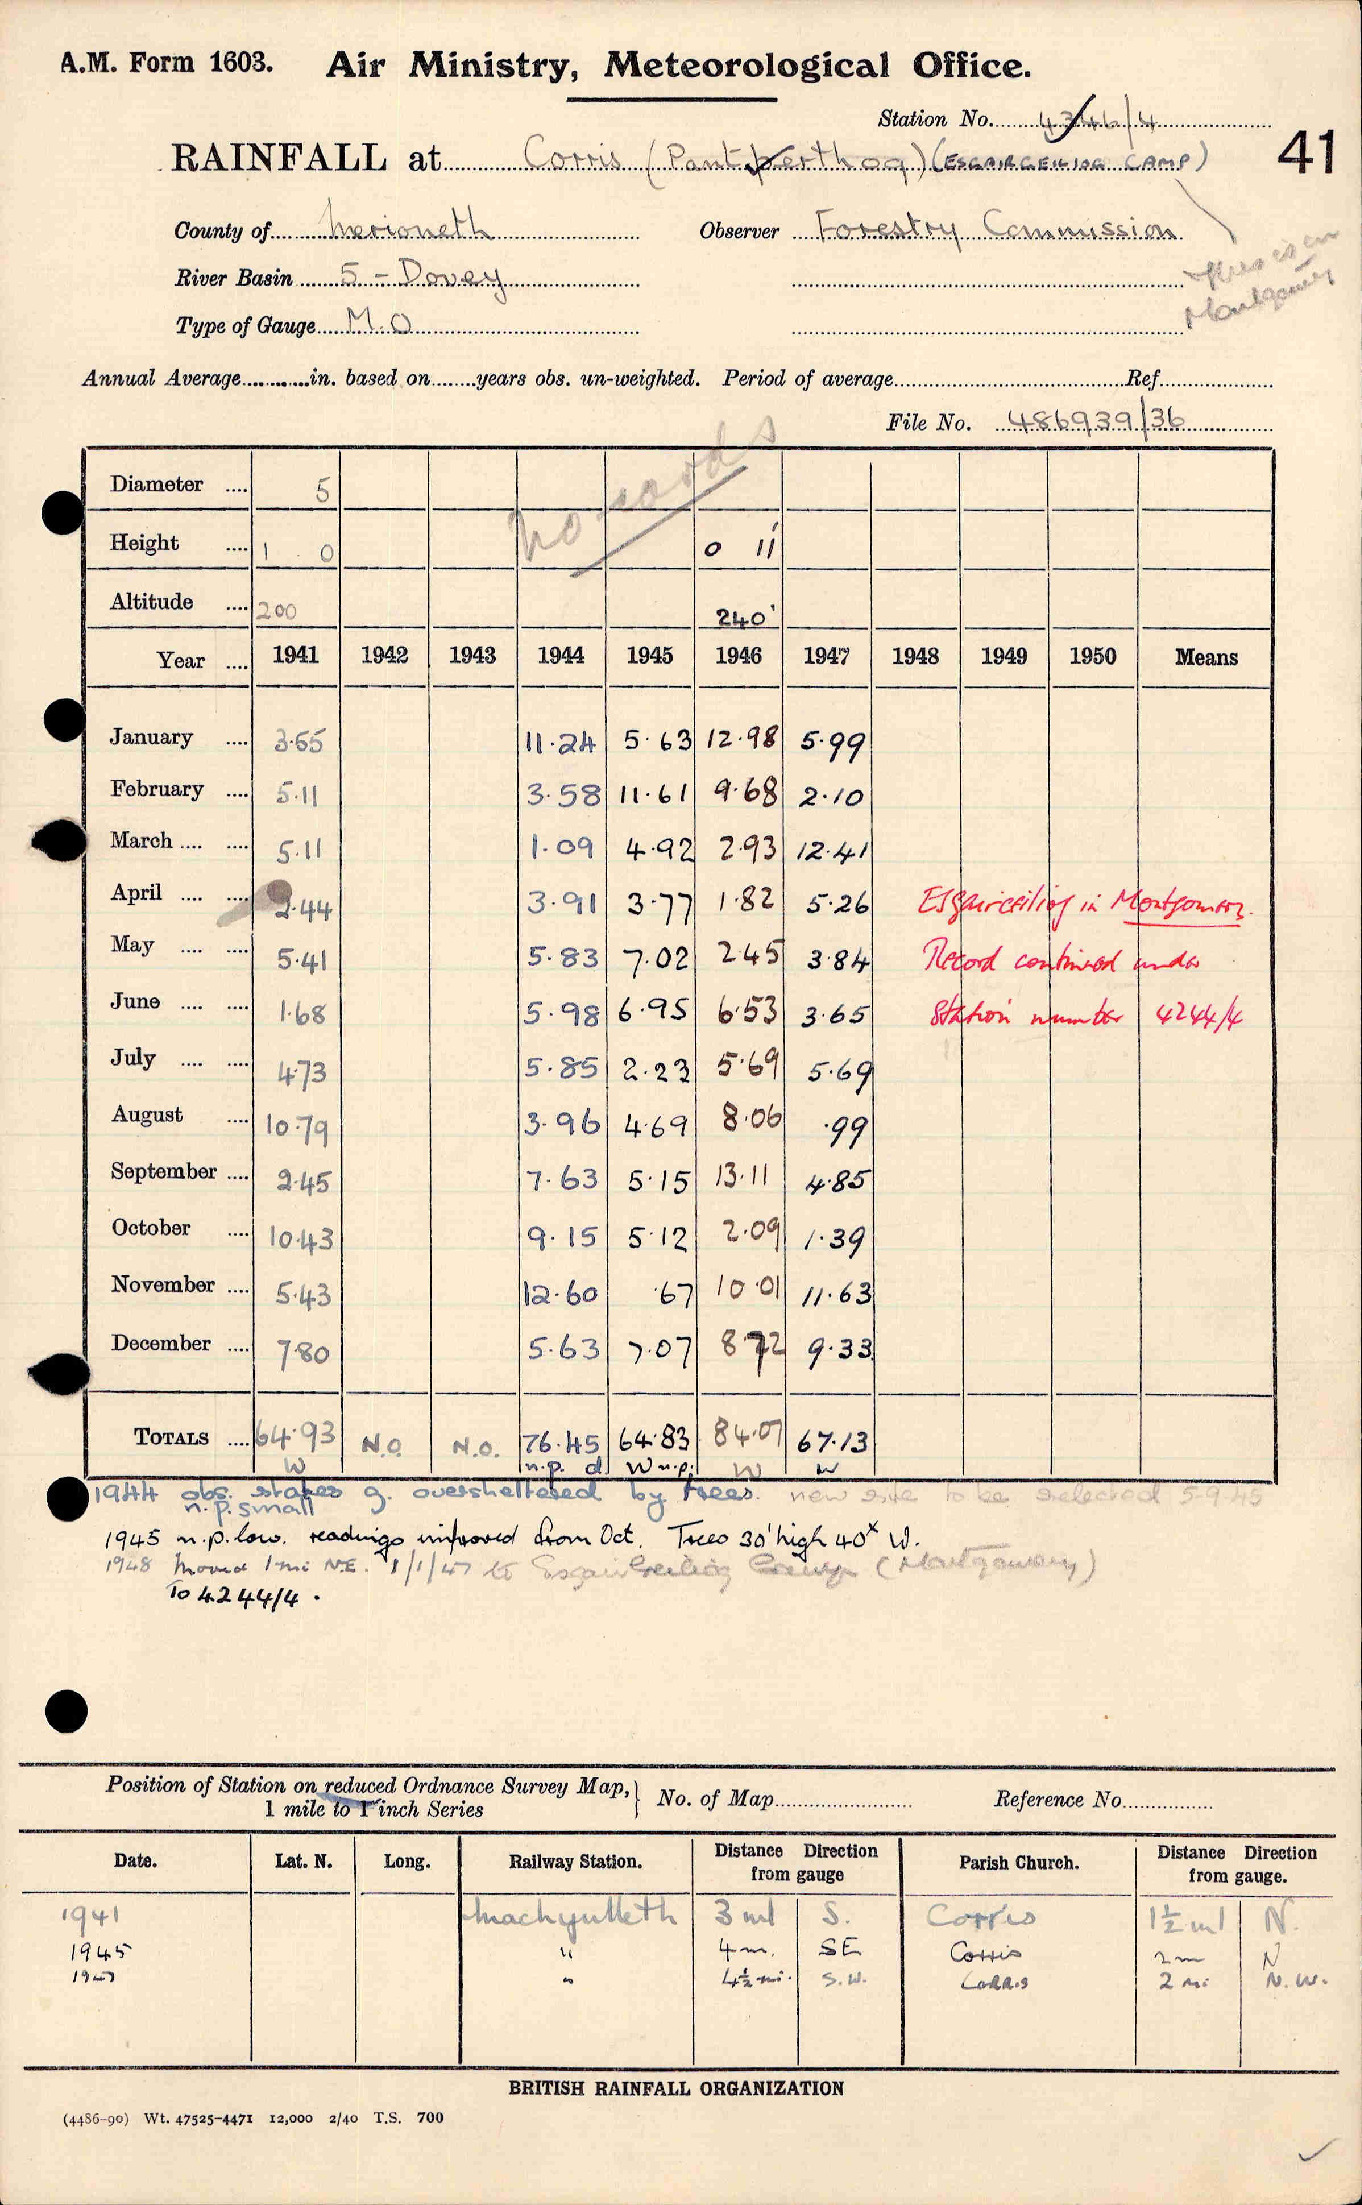 A.M. Form 1603. Air Ministry, Meteorological Office.
Station No. 4346/4
RAINFALL at Corris (Pantperthog) (ESGAIRGEILIOG CAMP) 41
County of Merioneth Observer Forestry Commission
this is in
Montgomery
River Basin 5 - Dovey
Type of Gauge M.O
Annual Average in. based on years obs. un-weighted. Period of average Ref.
File No. 486939/36
no cards
Diameter .... 5
Height .... 1 0 0 11
Altitude .... 200 240'
Year .... 1941 1942 1943 1944 1945 1946 1947 1948 1949 1950 Means
January .... 3.55 11.24 5.63 12.98 5.99
February .... 5.11 3.58 11.61 9.68 2.10
March .... .... 5.11 1.09 4.92 2.93 12.41
April .... .... 2.44 3.91 3.77 1.82 5.26 Esgairceiliog in Montgomery.
May .... .... 5.41 5.83 7.02 2.45 3.84 Record continued under
June .... .... 1.68 5.98 6.95 6.53 3.65 Station number 4244/4
July .... .... 4.73 5.85 2.23 5.69 5.69
August .... 10.79 3.96 4.69 8.06 .99
September .... 2.45 7.63 5.15 13.11 4.85
October .... 10.43 9.15 5.12 2.09 1.39
November .... 5.43 12.60 .67 10.01 11.63
December .... 7.80 5.63 7.07 8.72 9.33
TOTALS .... 64.93 N.O. N.O. 76.45 64.83 84.07 67.13
W n.p. d. W n.p. W W
1944 obs. states g. oversheltered by trees. new site to be selected 5-9-45
n.p. small
1945 n.p. low. readings improved from Oct. Trees 30' high 40x W.
1948 Moved 1 mi N.E. 1/1/47 to Esgairceiliog Camp (Montgomery)
To 4244/4.
Position of Station on reduced Ordnance Survey Map,
1 mile to 1 inch Series
No. of Map Reference No.
Date. Lat. N. Long. Railway Station. Distance Direction from gauge Parish Church. Distance Direction from gauge.
1941 Machynlleth 3 ml S. Corris 1½ ml N.
1945 " 4 m. SE Corris 2 m N
1947 " 4½ mi. S.W. Corris 2 mi N.W.
BRITISH RAINFALL ORGANIZATION
(4486-90) Wt. 47525-4471 12,000 2/40 T.S. 700